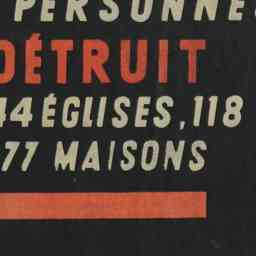 PERSONNES
DÉTRUIT
44 ÉGLISES, 118
77 MAISONS